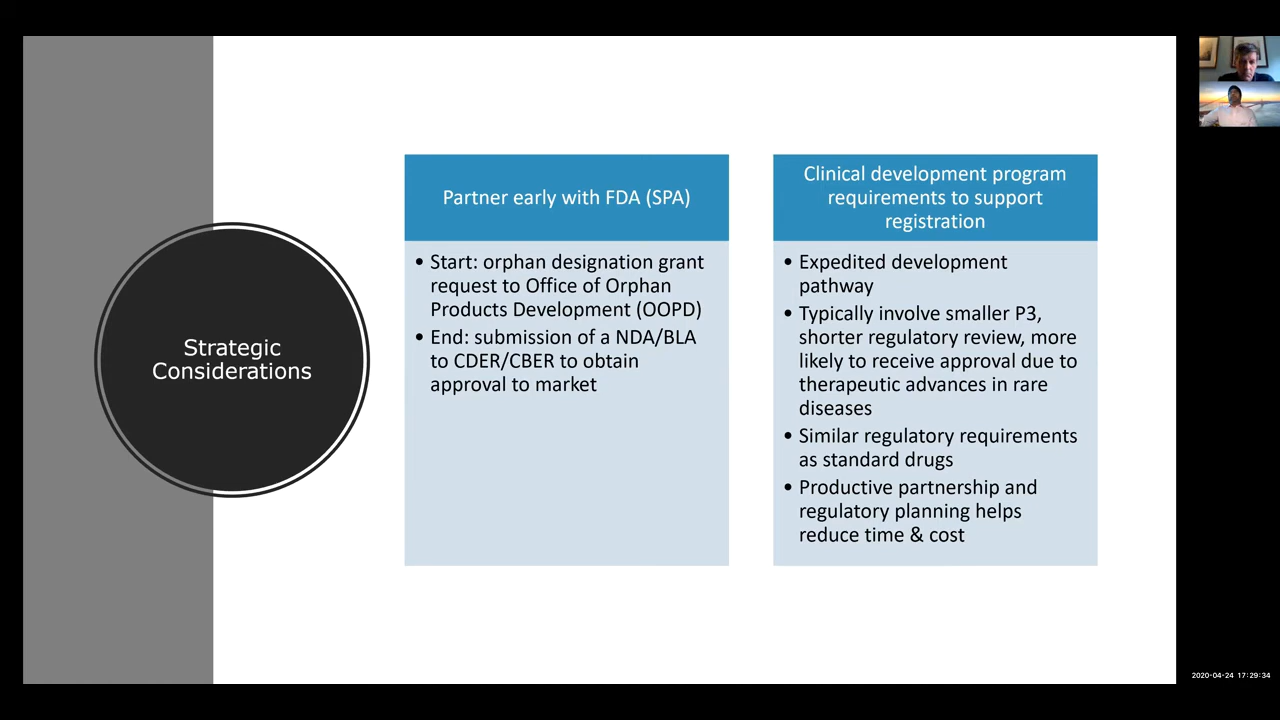 Strategic
Considerations
Partner early with FDA (SPA)
• Start: orphan designation grant
request to Office of Orphan
Products Development (OOPD)
• End: submission of a NDA/BLA
to CDER/CBER to obtain
approval to market
Clinical development program
requirements to support
registration
• Expedited development
pathway
• Typically involve smaller P3,
shorter regulatory review, more
likely to receive approval due to
therapeutic advances in rare
diseases
• Similar regulatory requirements
as standard drugs
• Productive partnership and
regulatory planning helps
reduce time & cost
2020-04-24 17:29:34